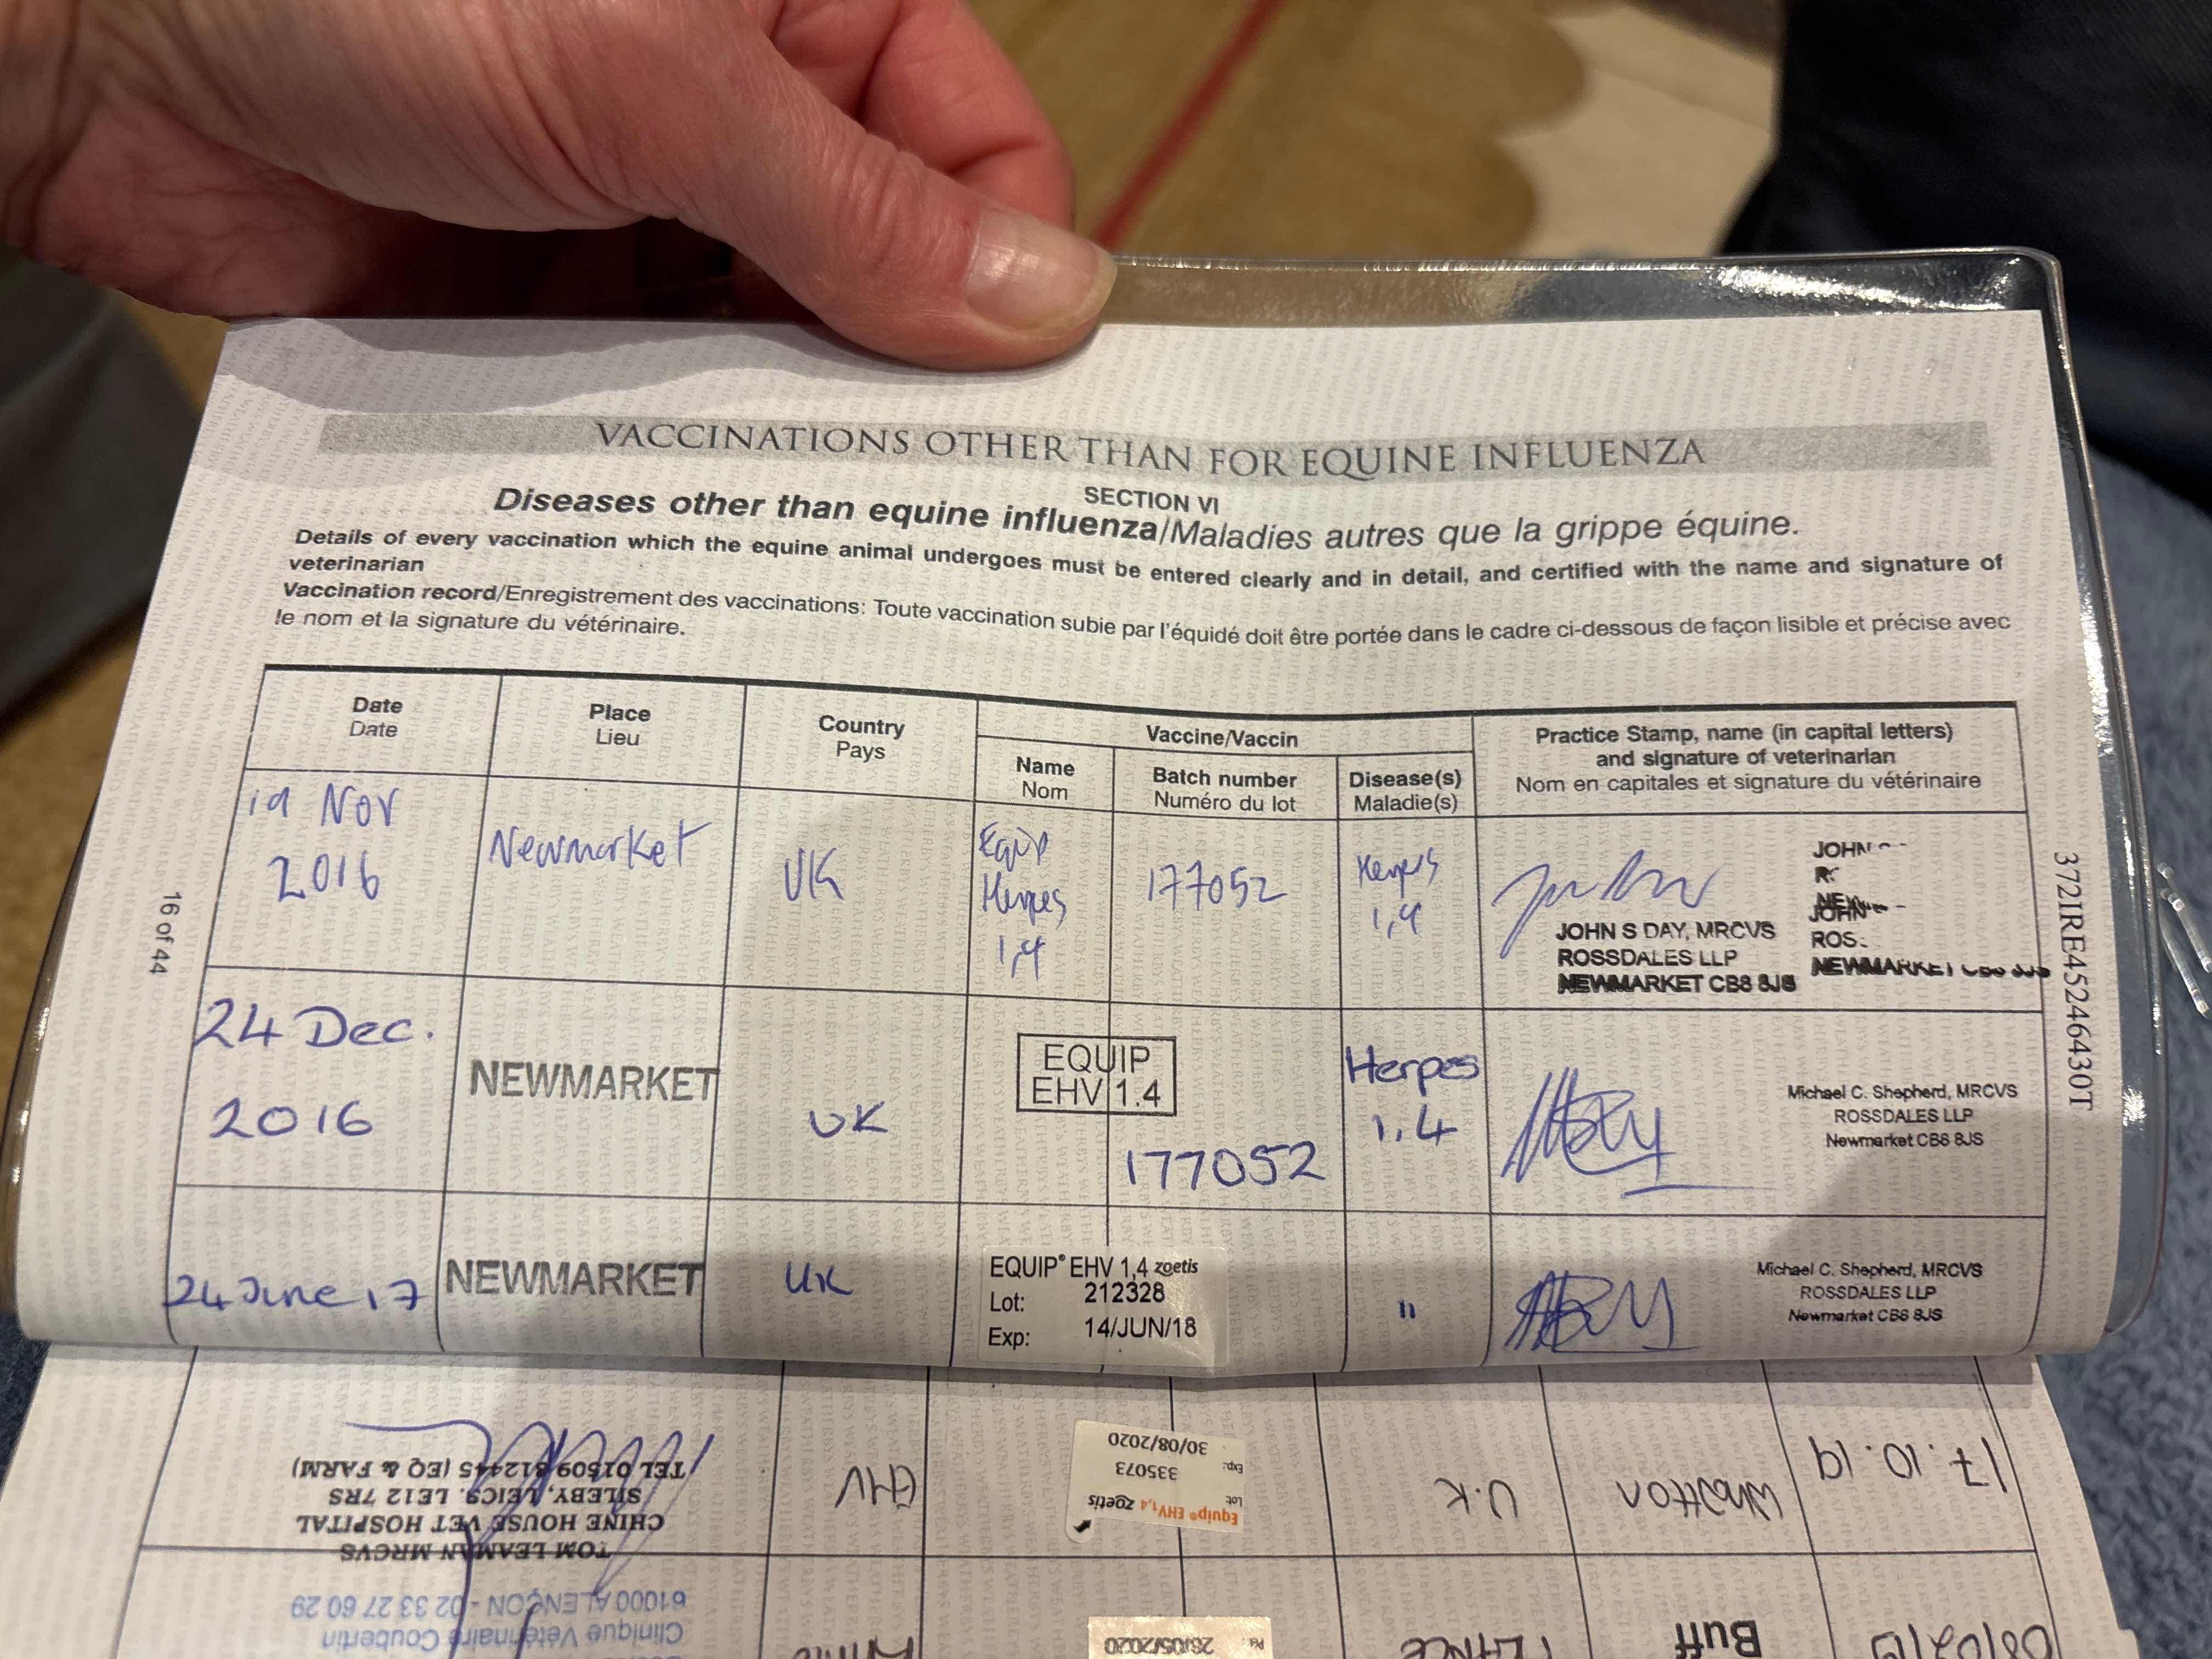 VACCINATIONS OTHER THAN FOR EQUINE INFLUENZA
SECTION VI
Diseases other than equine influenza/Maladies autres que la grippe équine.
Details of every vaccination which the equine animal undergoes must be entered clearly and in detail, and certified with the name and signature of
veterinarian
Vaccination record/Enregistrement des vaccinations: Toute vaccination subie par l'équidé doit être portée dans le cadre ci-dessous de façon lisible et précise avec
le nom et la signature du vétérinaire.
Date
Date
Place
Lieu
Country
Pays
Vaccine/Vaccin
Name
Nom
Batch number
Numéro du lot
Disease(s)
Maladie(s)
Practice Stamp, name (in capital letters)
and signature of veterinarian
Nom en capitales et signature du vétérinaire
19 Nov
2016
Newmarket
UK
Equip
Herpes
1,4
177052
Herpes
1,4
JOHN S DAY, MRCVS
ROSSDALES LLP
NEWMARKET CB8 8JS
JOHN
JOHN
NEWMARKET CB8 8JS
24 Dec.
2016
NEWMARKET
UK
EQUIP
EHV 1.4
177052
Herpes
1,4
Michael C. Shepherd, MRCVS
ROSSDALES LLP
Newmarket CB8 8JS
24 June 17
NEWMARKET
UK
EQUIP® EHV 1,4 zoetis
Lot: 212328
Exp: 14/JUN/18
"
Michael C. Shepherd, MRCVS
ROSSDALES LLP
Newmarket CB8 8JS
16 of 44
372IRE45246430T
Buff
26/05/2020
Clinique Vétérinaire Coubertin
61000 ALENÇON - 02 33 27 60 29
17.10.19
Whatton
U.K
Equip® EHV1,4 zoetis
Lot 335073
Exp: 30/08/2020
EHV
TOM LEAMAN MRCVS
CHINE HOUSE VET HOSPITAL
SILEBY, LEICS. LE12 7RS
TEL 01509 812445 (EQ & FARM)